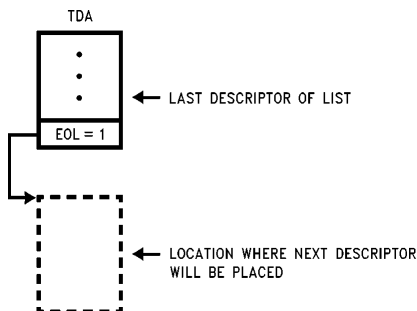 TDA
LAST DESCRIPTOR OF LIST
EOL = 1
LOCATION WHERE NEXT DESCRIPTOR
WILL BE PLACED